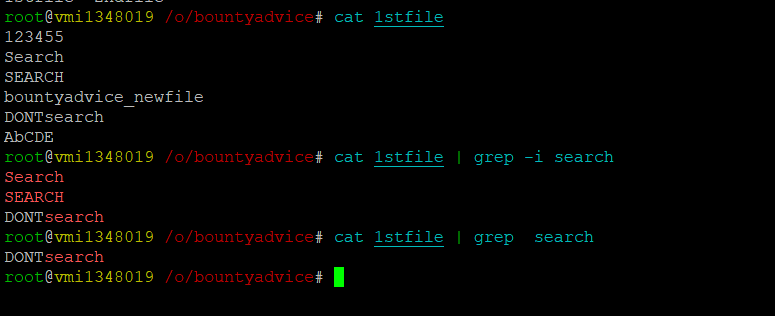 root@vmi1348019 /o/bountyadvice# cat 1stfile
123455
Search
SEARCH
bountyadvice_newfile
DONTsearch
AbCDE
root@vmi1348019 /o/bountyadvice# cat 1stfile | grep -i search
Search
SEARCH
DONTsearch
root@vmi1348019 /o/bountyadvice# cat 1stfile | grep  search
DONTsearch
root@vmi1348019 /o/bountyadvice#